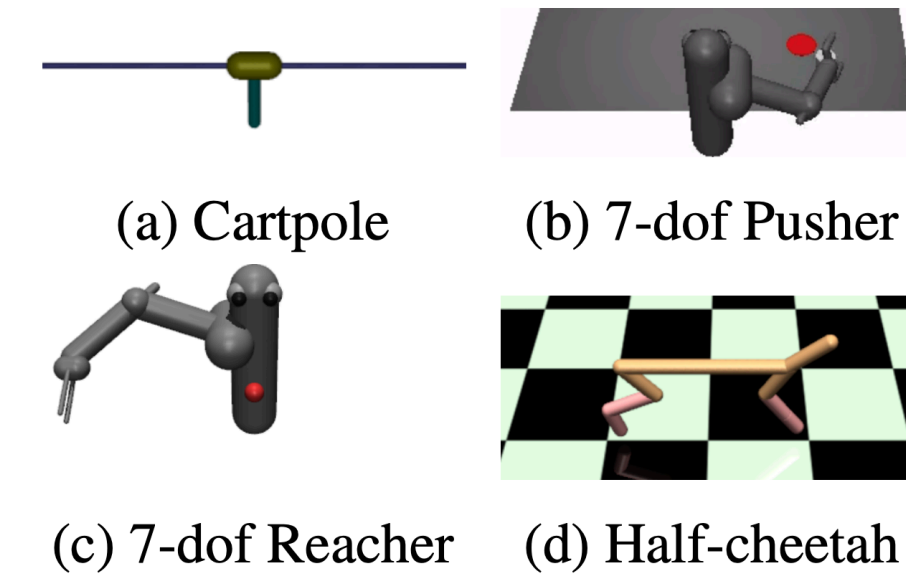 (a) Cartpole
(b) 7-dof Pusher
(c) 7-dof Reacher
(d) Half-cheetah